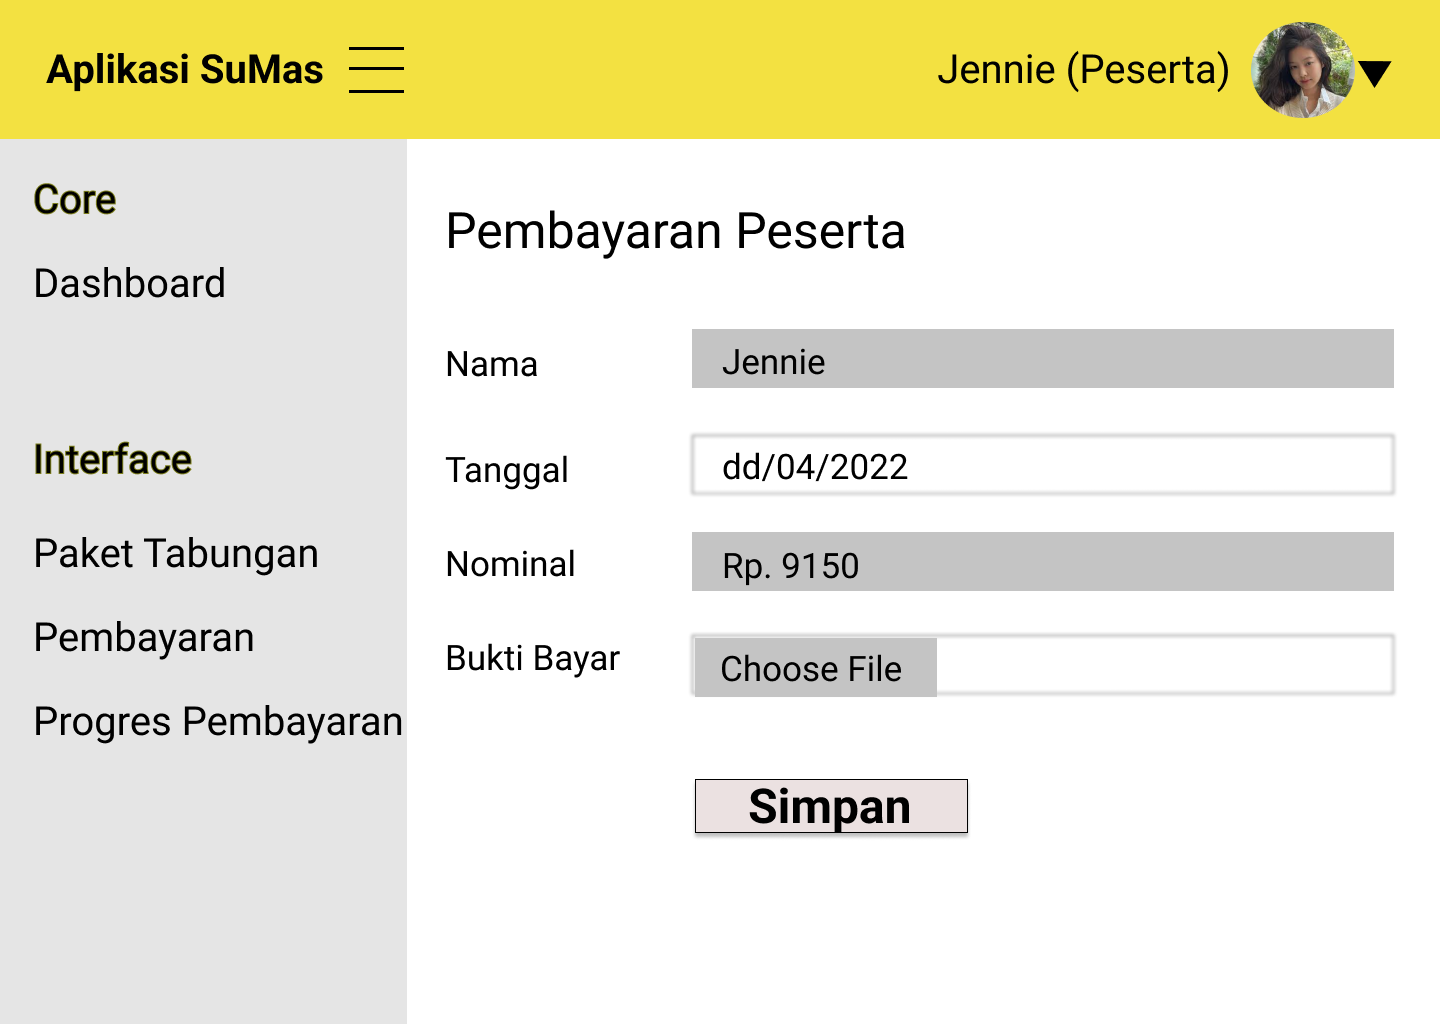 Aplikasi SuMas
Jennie (Peserta)
Core
Dashboard
Interface
Paket Tabungan
Pembayaran
Progres Pembayaran
Pembayaran Peserta
Nama
Jennie
Tanggal
dd/04/2022
Nominal
Rp. 9150
Bukti Bayar
Choose File
Simpan